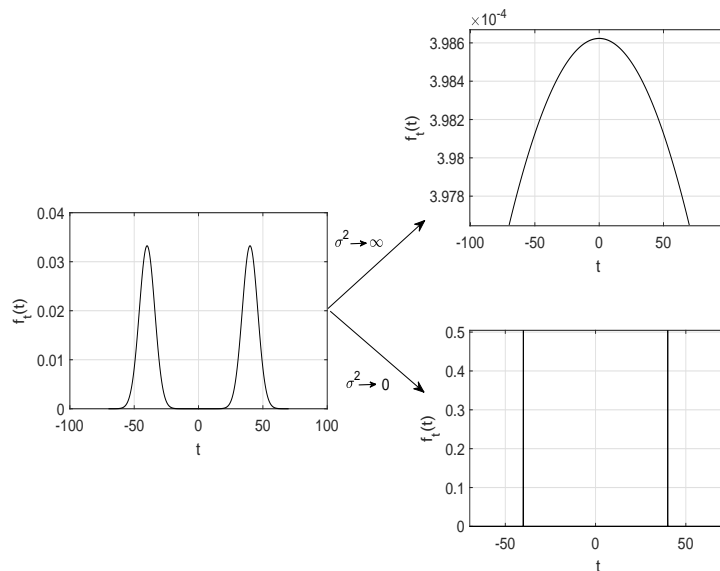 0.04
0.03
0.02
0.01
0
-100 -50 0 50 100
t
f_t(t)
σ² → ∞
σ² → 0
×10⁻⁴
3.986
3.984
3.982
3.98
3.978
-100 -50 0 50
t
f_t(t)
0.5
0.4
0.3
0.2
0.1
0
-50 0 50
t
f_t(t)